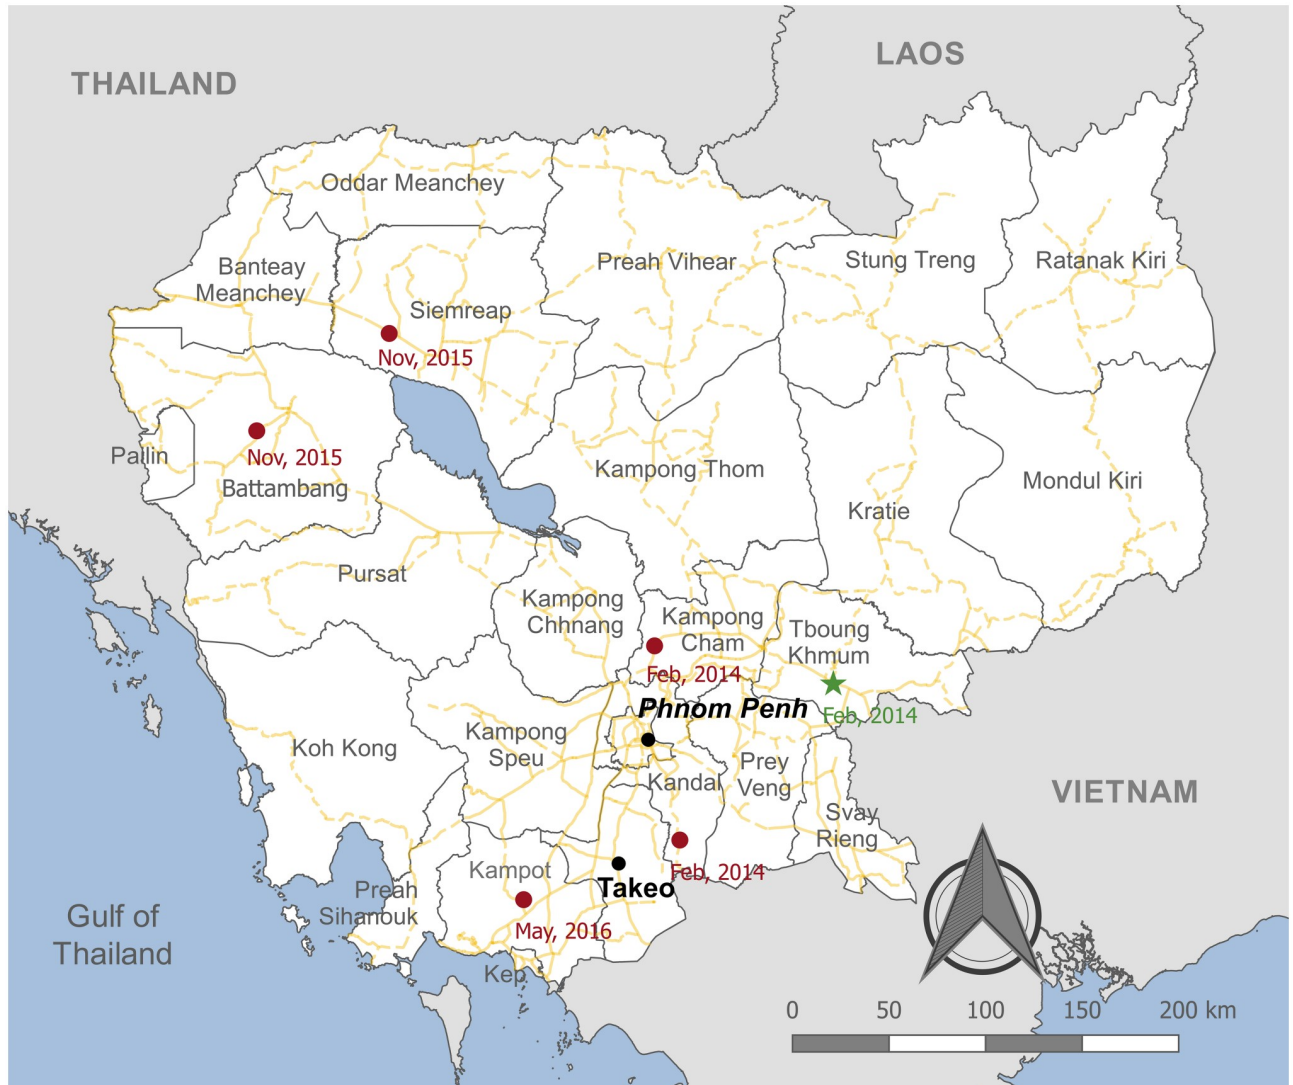 LAOS
THAILAND
Oddar Meanchey
Banteay
Meanchey
Preah Vihear
Stung Treng
Ratanak Kiri
Siemreap
Nov, 2015
Pailin
Nov, 2015
Battambang
Kampong Thom
Kratie
Mondul Kiri
Pursat
Kampong
Chhnang
Kampong
Cham
Tboung
Khmum
Feb, 2014
Phnom Penh
Feb, 2014
Koh Kong
Kampong
Speu
Kandal
Prey
Veng
VIETNAM
Svay
Rieng
Kampot
Feb, 2014
Takeo
Preah
Sihanouk
May, 2016
Gulf of
Thailand
Kep
0 50 100 150 200 km